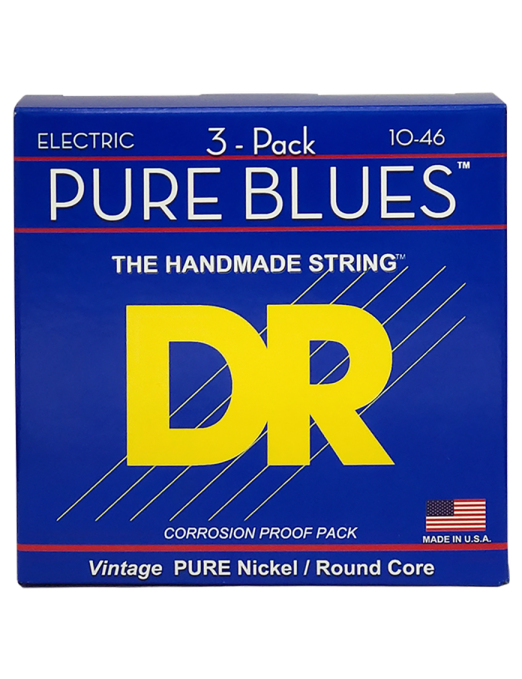 ELECTRIC 3 - Pack 10-46
PURE BLUES™
THE HANDMADE STRING™
DR
CORROSION PROOF PACK
MADE IN U.S.A.
Vintage PURE Nickel / Round Core